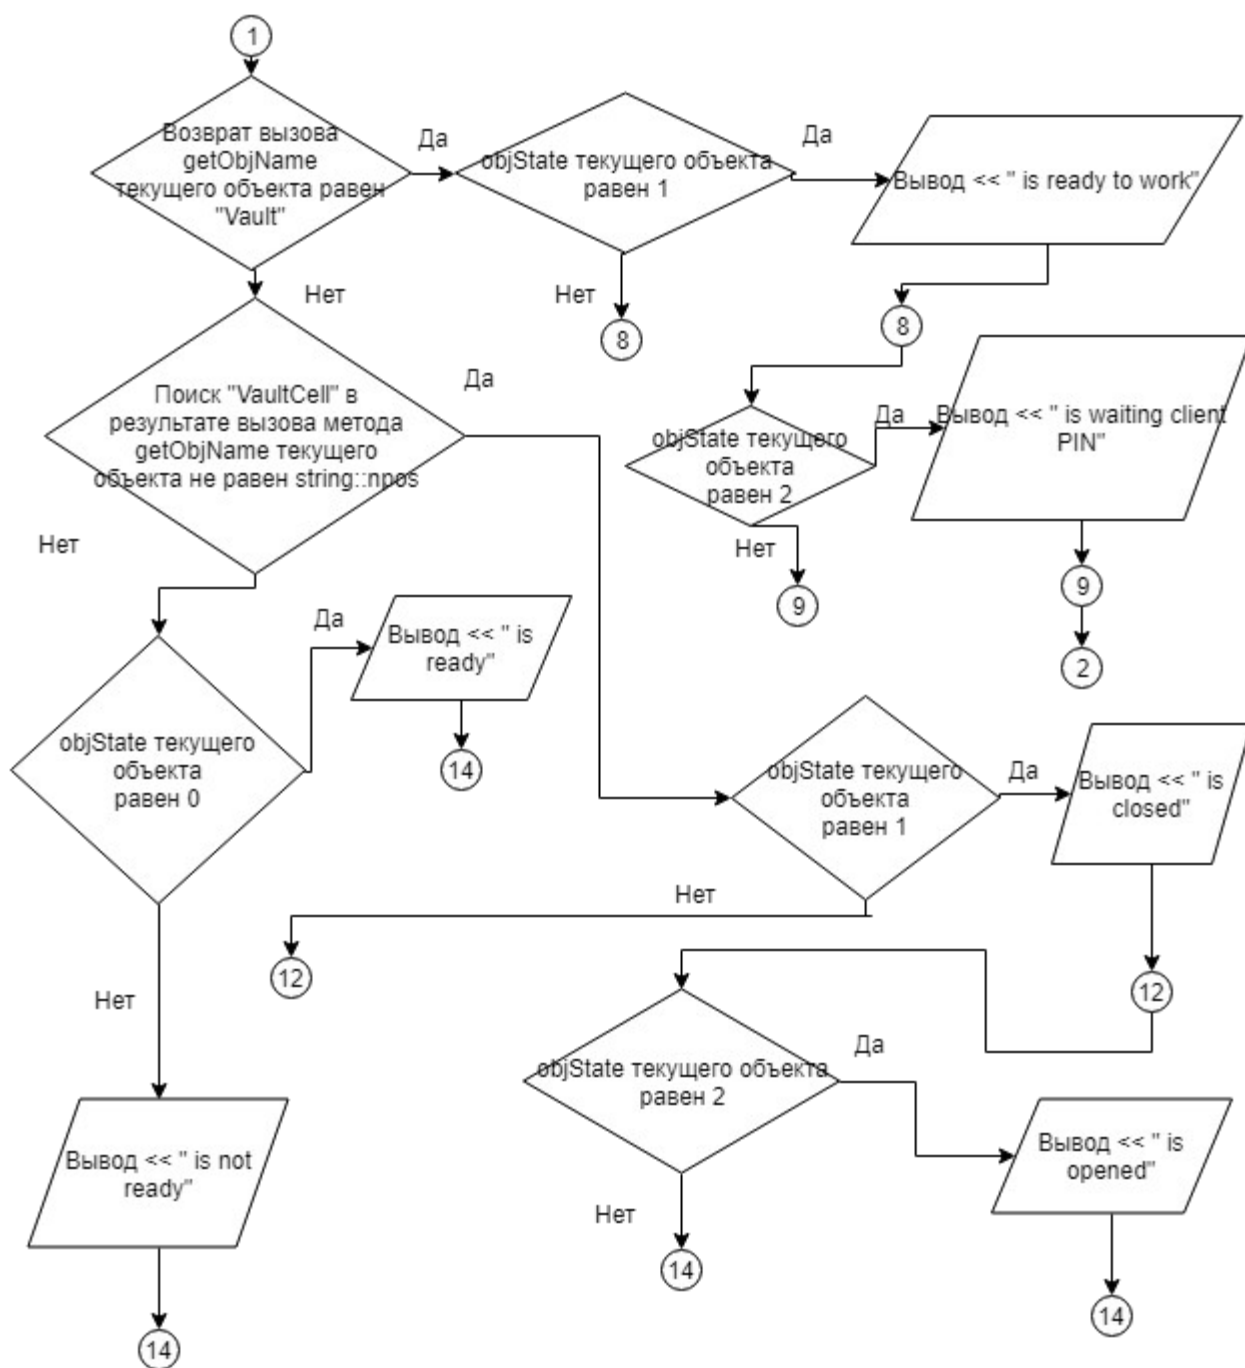 1
Возврат вызова
getObjName
текущего объекта равен
"Vault"
Да
objState текущего объекта
равен 1
Да
Вывод << " is ready to work"
Нет
Нет
8
8
Поиск "VaultCell" в
результате вызова метода
getObjName текущего
объекта не равен string::npos
Да
objState текущего
объекта
равен 2
Да
Вывод << " is waiting client
PIN"
Нет
9
9
2
Нет
objState текущего
объекта
равен 0
Да
Вывод << " is
ready"
14
objState текущего
объекта
равен 1
Да
Вывод << " is
closed"
Нет
12
12
Нет
objState текущего объекта
равен 2
Да
Вывод << " is
opened"
Вывод << " is not
ready"
Нет
14
14
14